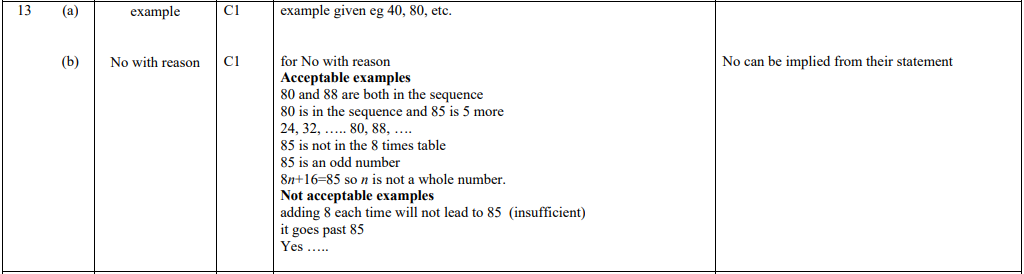 13 (a) example C1 example given eg 40, 80, etc.
(b) No with reason C1 for No with reason No can be implied from their statement
Acceptable examples
80 and 88 are both in the sequence
80 is in the sequence and 85 is 5 more
24, 32, ….. 80, 88, ….
85 is not in the 8 times table
85 is an odd number
8n+16=85 so n is not a whole number.
Not acceptable examples
adding 8 each time will not lead to 85 (insufficient)
it goes past 85
Yes …..